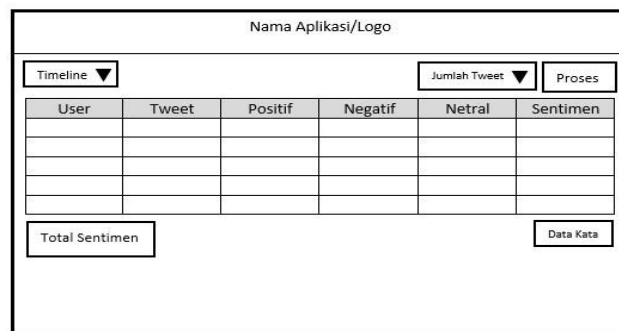 Nama Aplikasi/Logo
Timeline
Jumlah Tweet
Proses
User Tweet Positif Negatif Netral Sentimen
Total Sentimen
Data Kata